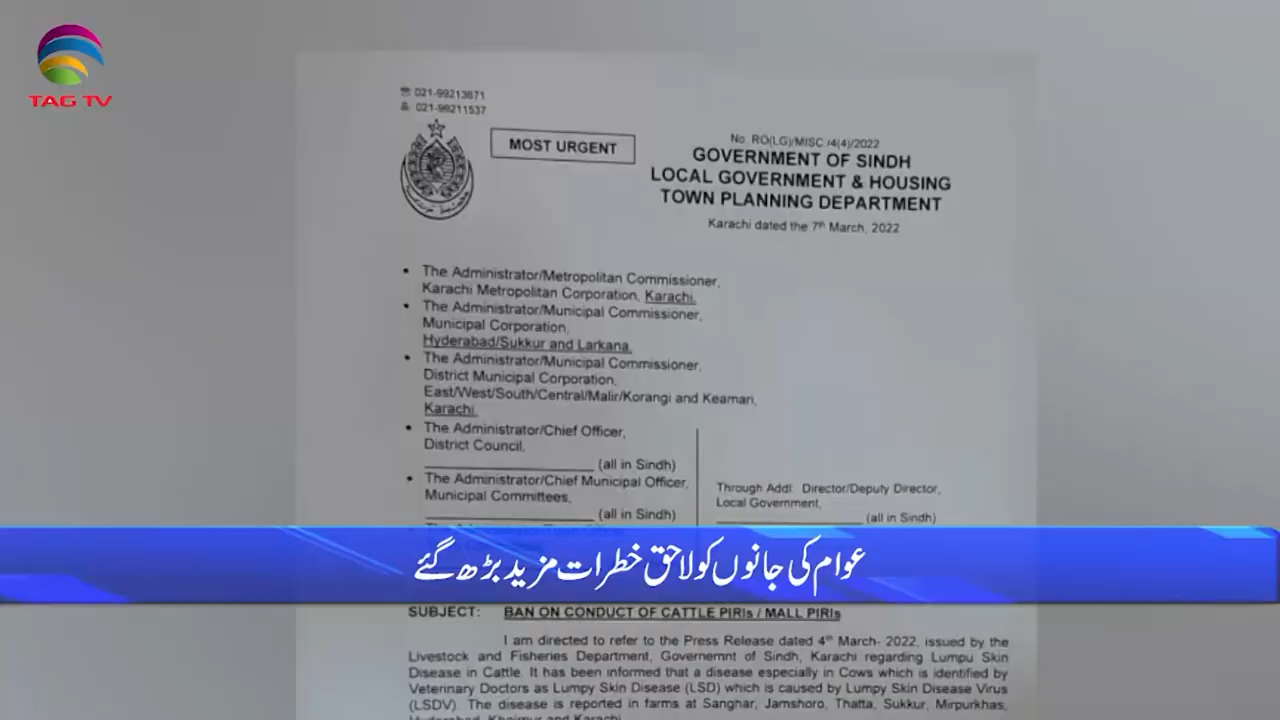 TAG TV
021-99213671
021-99211537
MOST URGENT
No. RO(LG)/MISC /4(4)/2022
GOVERNMENT OF SINDH
LOCAL GOVERNMENT & HOUSING
TOWN PLANNING DEPARTMENT
Karachi dated the 7th March, 2022
• The Administrator/Metropolitan Commissioner,
Karachi Metropolitan Corporation, Karachi.
• The Administrator/Municipal Commissioner,
Municipal Corporation,
Hyderabad/Sukkur and Larkana.
• The Administrator/Municipal Commissioner,
District Municipal Corporation,
East/West/South/Central/Malir/Korangi and Keamari,
Karachi.
• The Administrator/Chief Officer,
District Council,
(all in Sindh)
• The Administrator/Chief Municipal Officer,
Municipal Committees,
(all in Sindh)
Through Addl: Director/Deputy Director,
Local Government,
(all in Sindh)
عوام کی جانوں کو لاحق خطرات مزید بڑھ گئے
SUBJECT: BAN ON CONDUCT OF CATTLE PIRIs / MALL PIRIs
I am directed to refer to the Press Release dated 4th March- 2022, issued by the
Livestock and Fisheries Department, Governemnt of Sindh, Karachi regarding Lumpu Skin
Disease in Cattle. It has been informed that a disease especially in Cows which is identified by
Veterinary Doctors as Lumpy Skin Disease (LSD) which is caused by Lumpy Skin Disease Virus
(LSDV). The disease is reported in farms at Sanghar, Jamshoro, Thatta, Sukkur, Mirpurkhas,
Hyderabad, Khairpur and Karachi.